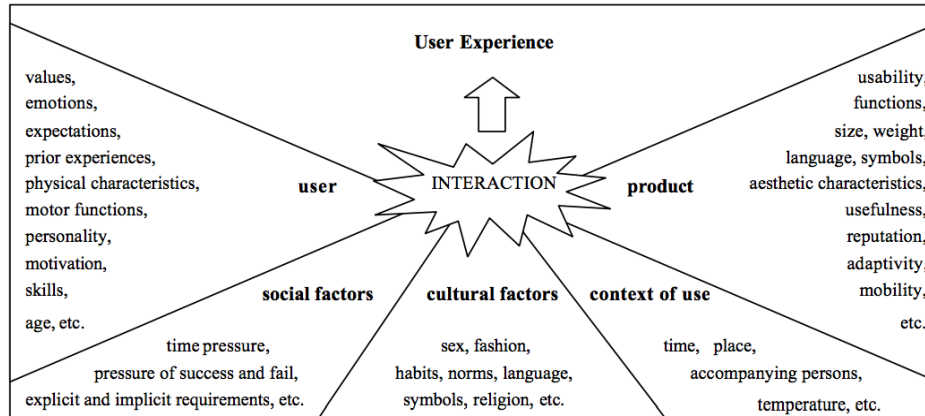 User Experience
values,
emotions,
expectations,
prior experiences,
physical characteristics,
motor functions,
personality,
motivation,
skills,
age, etc.
user
INTERACTION
product
usability,
functions,
size, weight,
language, symbols,
aesthetic characteristics,
usefulness,
reputation,
adaptivity,
mobility,
etc.
social factors
time pressure,
pressure of success and fail,
explicit and implicit requirements, etc.
cultural factors
sex, fashion,
habits, norms, language,
symbols, religion, etc.
context of use
time, place,
accompanying persons,
temperature, etc.